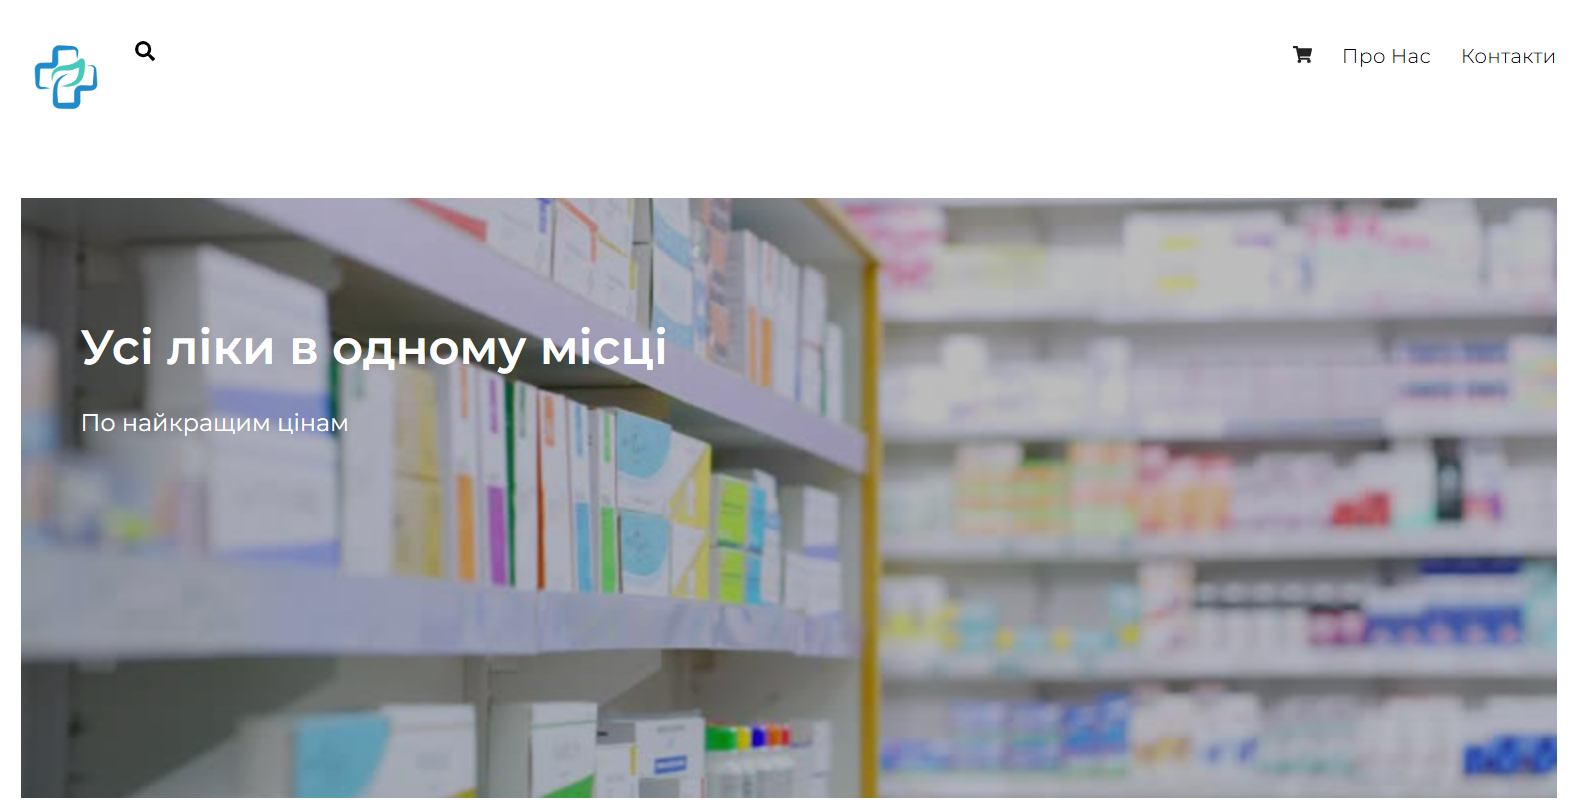 Про Нас
Контакти
Усі ліки в одному місці
По найкращим цінам